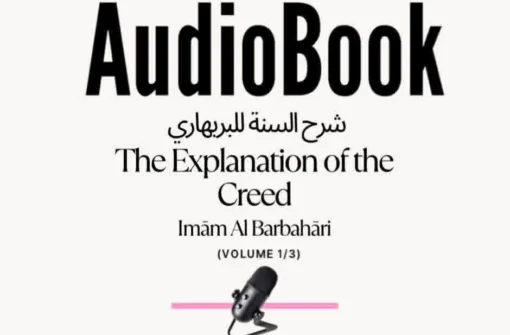 AudioBook
شرح السنة للبربهاري
The Explanation of the
Creed
Imām Al Barbahāri
(VOLUME 1/3)